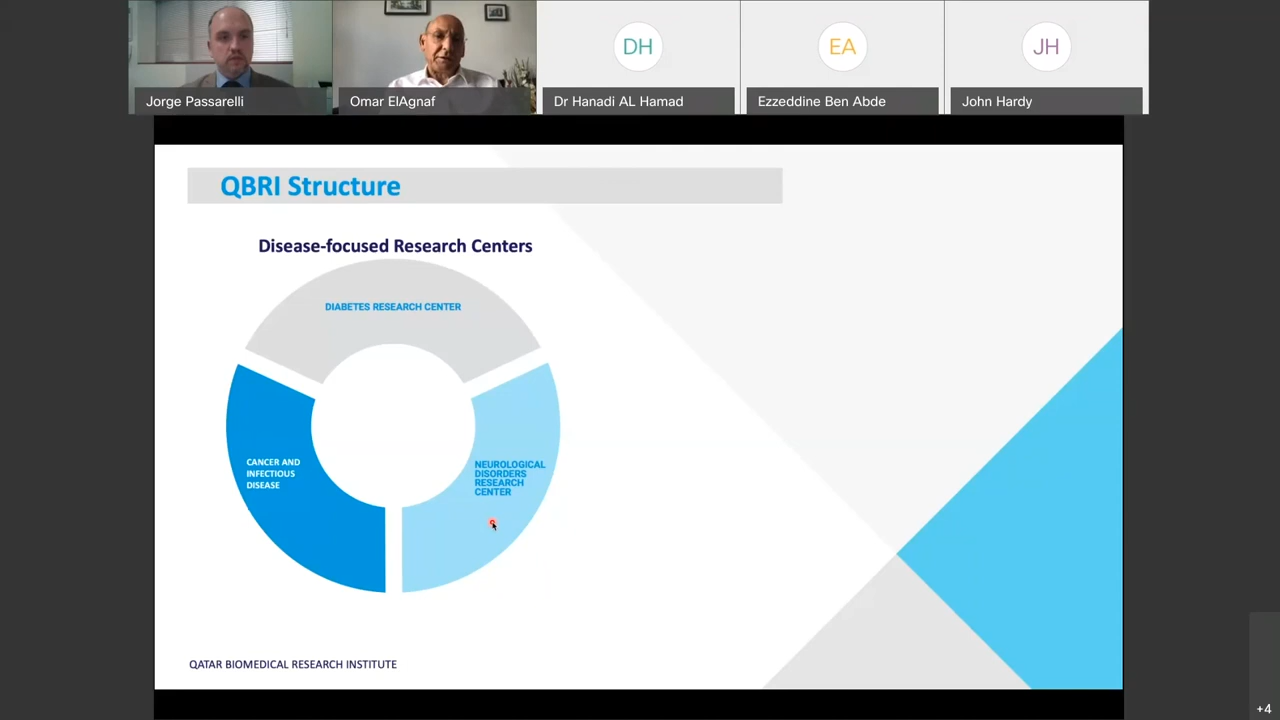 DH
EA
JH
Jorge Passarelli
Omar ElAgnaf
Dr Hanadi AL Hamad
Ezzeddine Ben Abde
John Hardy
QBRI Structure
Disease-focused Research Centers
DIABETES RESEARCH CENTER
CANCER AND
INFECTIOUS
DISEASE
NEUROLOGICAL
DISORDERS
RESEARCH
CENTER
QATAR BIOMEDICAL RESEARCH INSTITUTE
+4